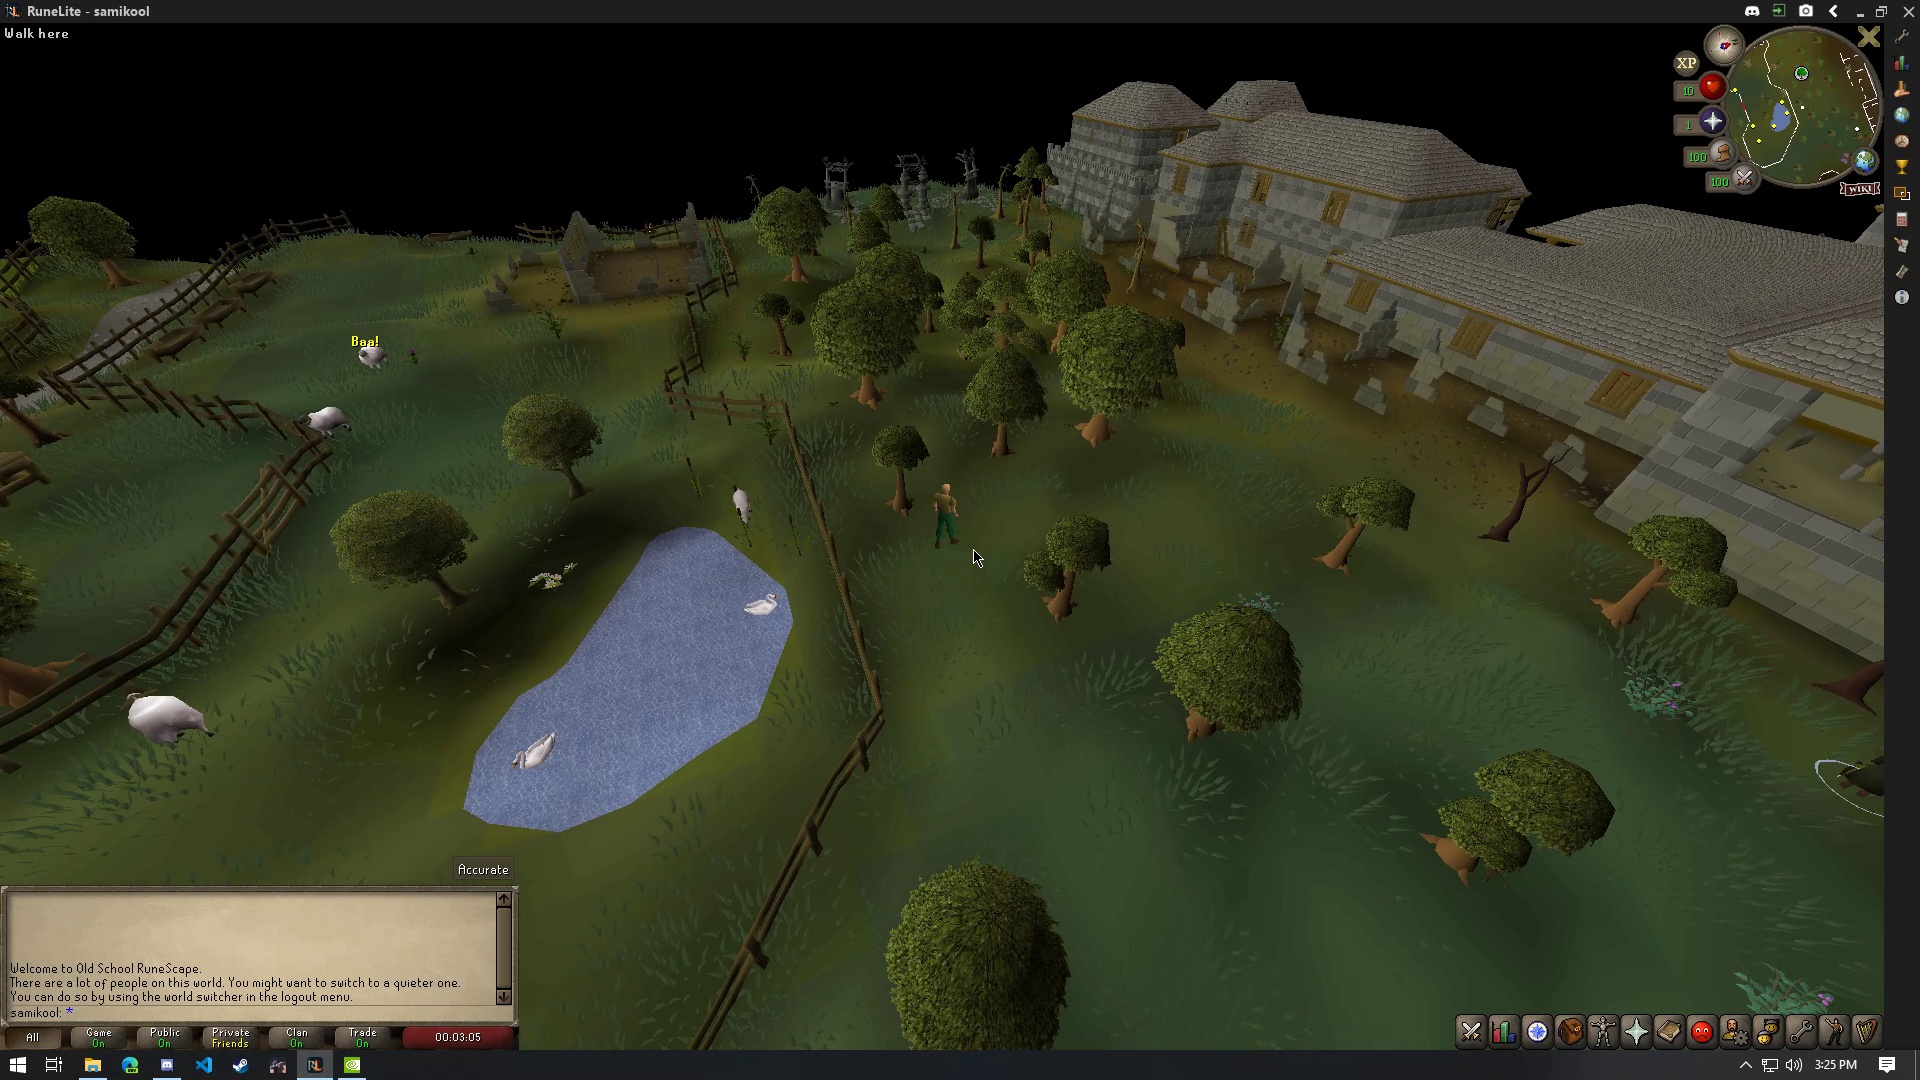 RuneLite - samikool
Walk here
XP
10
1
100
100
WIKI
Baa!
Accurate
Welcome to Old School RuneScape.
There are a lot of people on this world. You might want to switch to a quieter one.
You can do so by using the world switcher in the logout menu.
samikool: *
All
Game
On
Public
On
Private
Friends
Clan
On
Trade
On
00:03:05
3:25 PM